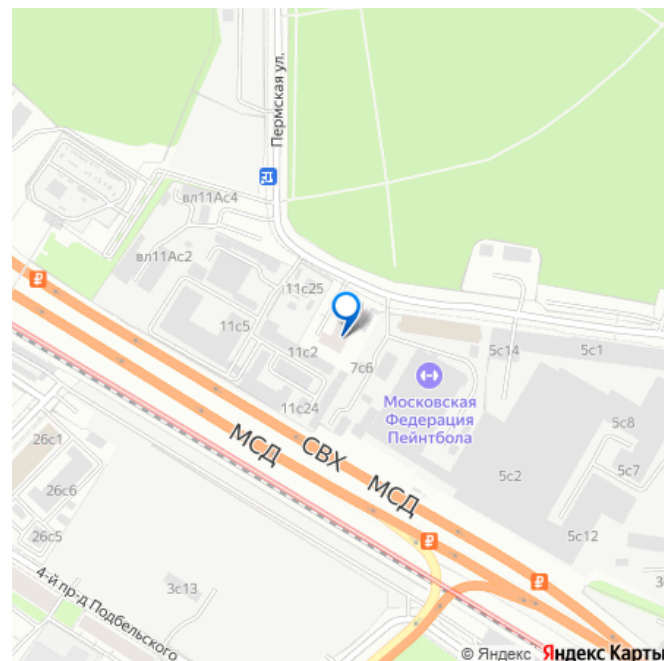 Пермская ул.
вл11Ас4
вл11Ас2
11с25
11с5
11с2
11с24
7с6
5с14
5с1
Московская
Федерация
Пейнтбола
5с8
5с7
5с2
5с12
МСД
СВХ
МСД
26с1
26с6
26с5
3с13
4-й пр-д Подбельского
© Яндекс Яндекс Карты